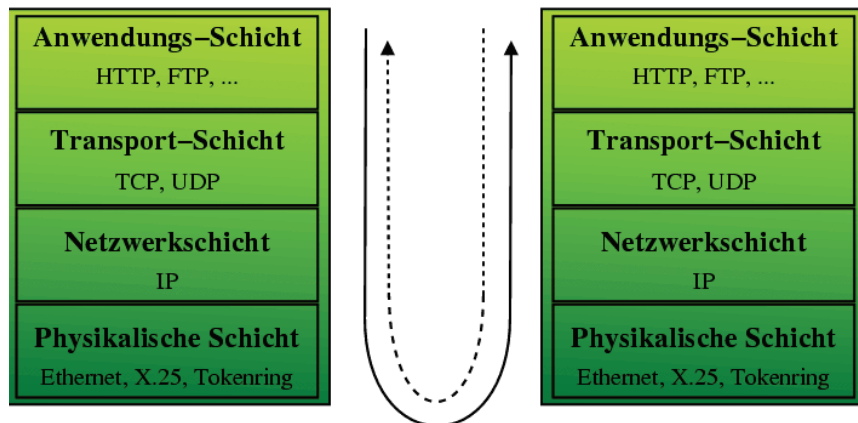 Anwendungs–Schicht
HTTP, FTP, ...
Transport–Schicht
TCP, UDP
Netzwerkschicht
IP
Physikalische Schicht
Ethernet, X.25, Tokenring
Anwendungs–Schicht
HTTP, FTP, ...
Transport–Schicht
TCP, UDP
Netzwerkschicht
IP
Physikalische Schicht
Ethernet, X.25, Tokenring